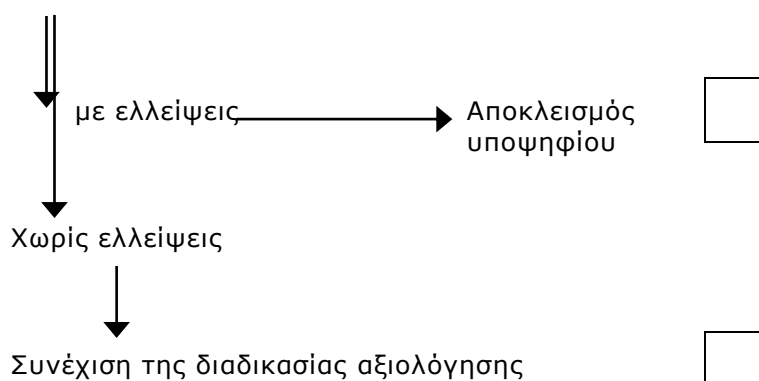 με ελλείψεις
Αποκλεισμός
υποψηφίου
Χωρίς ελλείψεις
Συνέχιση της διαδικασίας αξιολόγησης